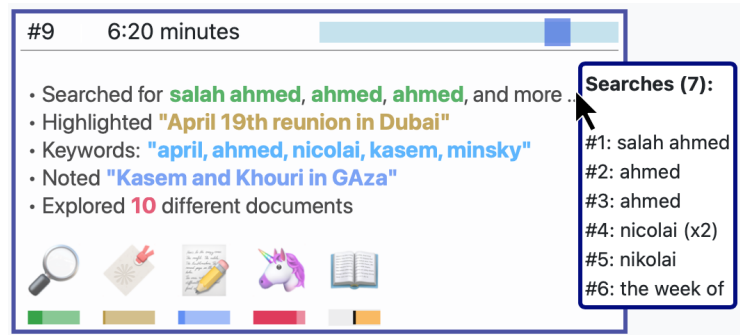 #9 6:20 minutes
• Searched for salah ahmed, ahmed, ahmed, and more ..
• Highlighted "April 19th reunion in Dubai"
• Keywords: "april, ahmed, nicolai, kasem, minsky"
• Noted "Kasem and Khouri in GAza"
• Explored 10 different documents
Searches (7):
#1: salah ahmed
#2: ahmed
#3: ahmed
#4: nicolai (x2)
#5: nikolai
#6: the week of